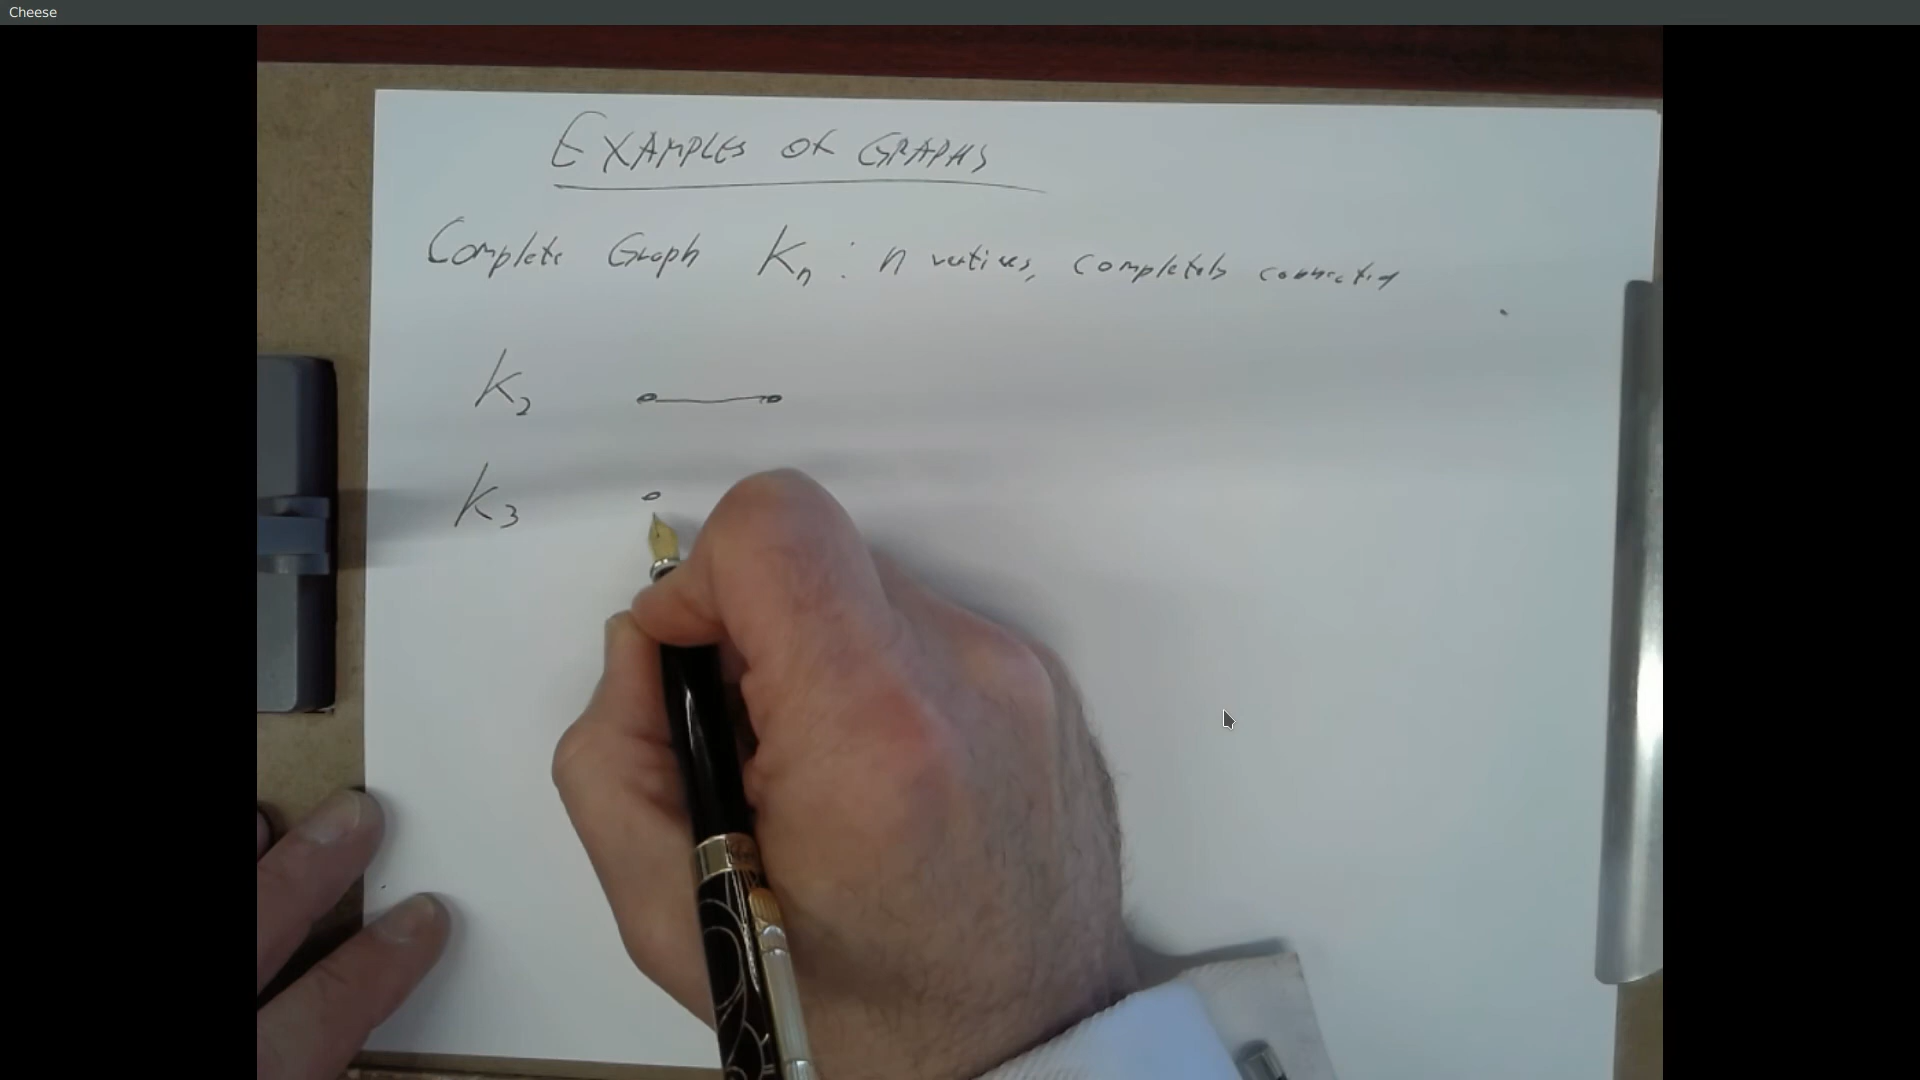 Cheese
EXAMPLES OF GRAPHS
Complete Graph Kn : n vertices, completely connected
K2
K3